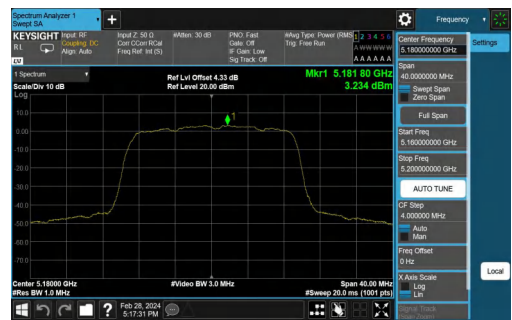 Spectrum Analyzer 1
Swept SA
Frequency
KEYSIGHT
RL
Input: RF
Coupling: DC
Align: Auto
Input Z: 50 Ω
Corr CCorr RCal
Freq Ref: Int (S)
#Atten: 30 dB
PNO: Fast
Gate: Off
IF Gain: Low
Sig Track: Off
#Avg Type: Power (RMS)
Trig: Free Run
1 2 3 4 5 6
A W W W W W
A A A A A A
1 Spectrum
Scale/Div 10 dB
Log
Ref Lvl Offset 4.33 dB
Ref Level 20.00 dBm
Mkr1 5.181 80 GHz
3.234 dBm
1
10.0
0.00
-10.0
-20.0
-30.0
-40.0
-50.0
-60.0
-70.0
Center 5.18000 GHz
#Res BW 1.0 MHz
#Video BW 3.0 MHz
Span 40.00 MHz
#Sweep 20.0 ms (1001 pts)
Center Frequency
5.180000000 GHz
Settings
Span
40.0000000 MHz
Swept Span
Zero Span
Full Span
Start Freq
5.160000000 GHz
Stop Freq
5.200000000 GHz
AUTO TUNE
CF Step
4.000000 MHz
Auto
Man
Freq Offset
0 Hz
X Axis Scale
Log
Lin
Signal Track
Local
Feb 28, 2024
5:17:31 PM